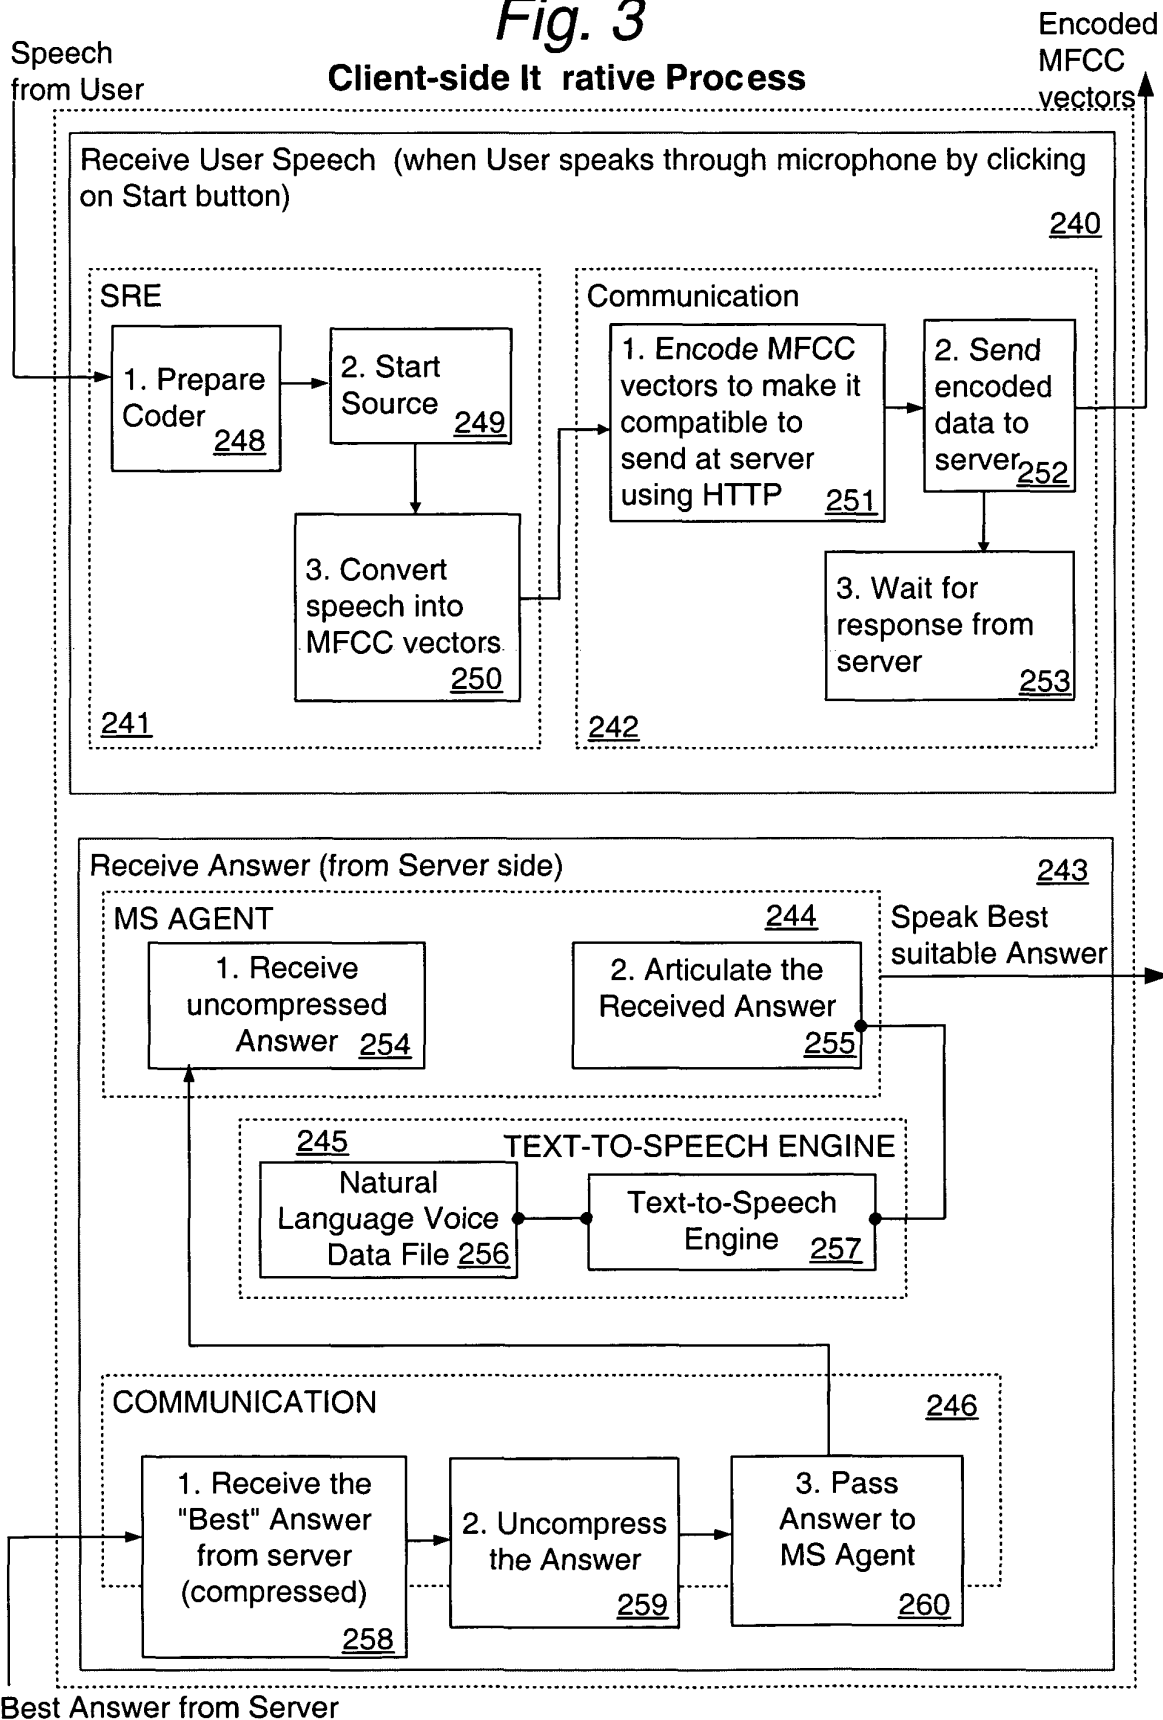 Fig. 3
Client-side It rative Process
Speech
from User
Encoded
MFCC
vectors
Receive User Speech (when User speaks through microphone by clicking
on Start button)
240
SRE
1. Prepare
Coder
248
2. Start
Source
249
3. Convert
speech into
MFCC vectors
250
241
Communication
1. Encode MFCC
vectors to make it
compatible to
send at server
using HTTP
251
2. Send
encoded
data to
server
252
3. Wait for
response from
server
253
242
Receive Answer (from Server side)
243
MS AGENT
244
1. Receive
uncompressed
Answer 254
2. Articulate the
Received Answer
255
Speak Best
suitable Answer
245
TEXT-TO-SPEECH ENGINE
Natural
Language Voice
Data File 256
Text-to-Speech
Engine 257
COMMUNICATION
246
1. Receive the
"Best" Answer
from server
(compressed)
258
2. Uncompress
the Answer
259
3. Pass
Answer to
MS Agent
260
Best Answer from Server